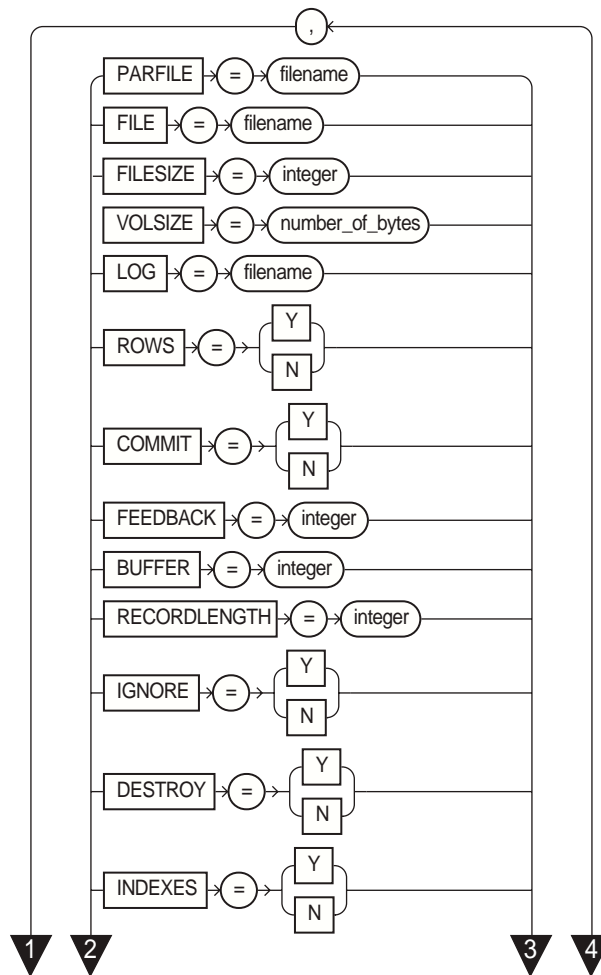 ,
PARFILE = filename
FILE = filename
FILESIZE = integer
VOLSIZE = number_of_bytes
LOG = filename
Y
ROWS =
N
Y
COMMIT =
N
FEEDBACK = integer
BUFFER = integer
RECORDLENGTH = integer
Y
IGNORE =
N
Y
DESTROY =
N
Y
INDEXES =
N
1 2 3 4